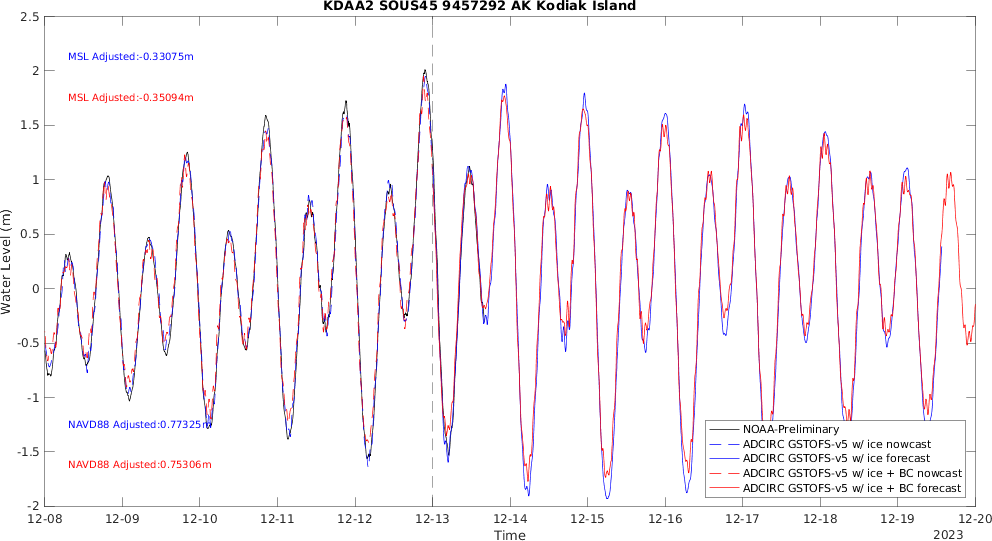 KDAA2 SOUS45 9457292 AK Kodiak Island
2.5
2
1.5
1
0.5
0
-0.5
-1
-1.5
-2
Water Level (m)
MSL Adjusted:-0.33075m
MSL Adjusted:-0.35094m
NAVD88 Adjusted:0.77325m
NAVD88 Adjusted:0.75306m
NOAA-Preliminary
ADCIRC GSTOFS-v5 w/ ice nowcast
ADCIRC GSTOFS-v5 w/ ice forecast
ADCIRC GSTOFS-v5 w/ ice + BC nowcast
ADCIRC GSTOFS-v5 w/ ice + BC forecast
12-08 12-09 12-10 12-11 12-12 12-13 12-14 12-15 12-16 12-17 12-18 12-19 12-20
Time
2023